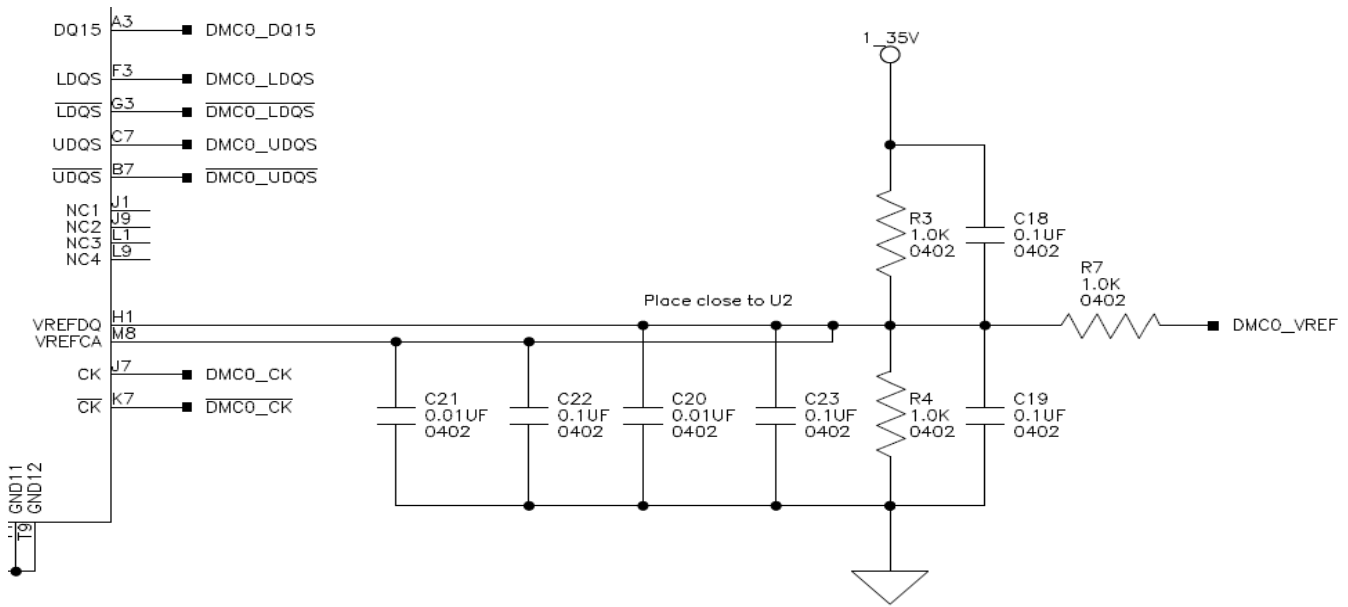 DQ15 A3 DMC0_DQ15
LDQS F3 DMC0_LDQS
LDQS G3 DMC0_LDQS
UDQS C7 DMC0_UDQS
UDQS B7 DMC0_UDQS
NC1 J1
NC2 J9
NC3 L1
NC4 L9
VREFDQ H1
VREFCA M8
CK J7 DMC0_CK
CK K7 DMC0_CK
GND11
GND12
T9
1_35V
R3
1.0K
0402
C18
0.1UF
0402
Place close to U2
R7
1.0K
0402
DMC0_VREF
C21
0.01UF
0402
C22
0.1UF
0402
C20
0.01UF
0402
C23
0.1UF
0402
R4
1.0K
0402
C19
0.1UF
0402